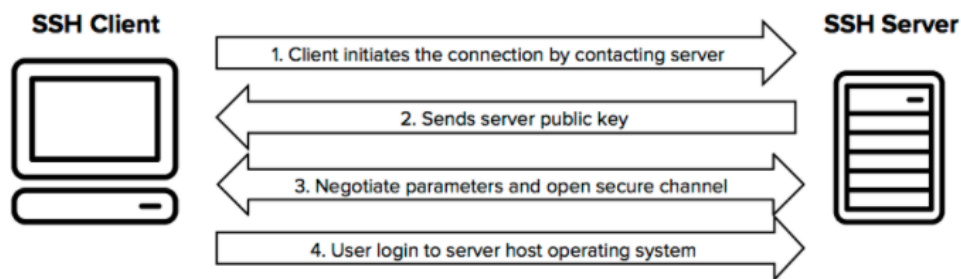 SSH Client
SSH Server
1. Client initiates the connection by contacting server
2. Sends server public key
3. Negotiate parameters and open secure channel
4. User login to server host operating system